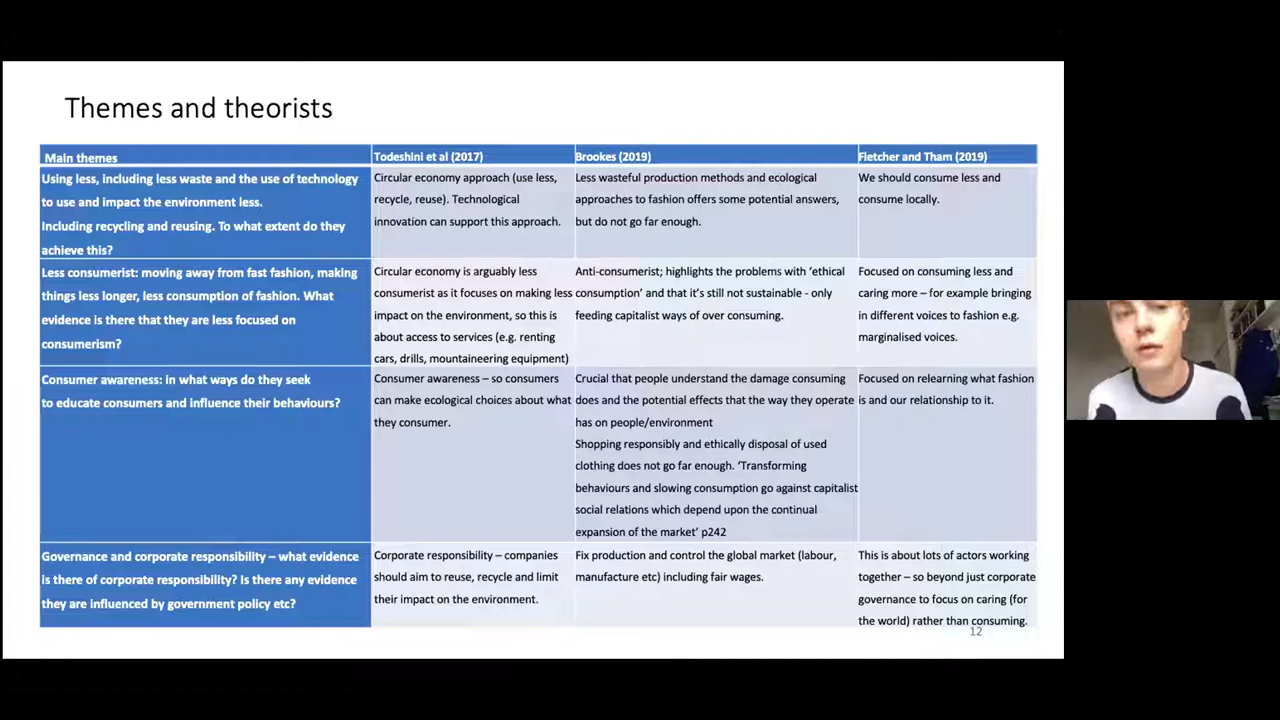 Themes and theorists
Main themes
Todeshini et al (2017)
Brookes (2019)
Fletcher and Tham (2019)
Using less, including less waste and the use of technology
to use and impact the environment less.
Including recycling and reusing. To what extent do they
achieve this?
Circular economy approach (use less,
recycle, reuse). Technological
innovation can support this approach.
Less wasteful production methods and ecological
approaches to fashion offers some potential answers,
but do not go far enough.
We should consume less and
consume locally.
Less consumerist: moving away from fast fashion, making
things less longer, less consumption of fashion. What
evidence is there that they are less focused on
consumerism?
Circular economy is arguably less
consumerist as it focuses on making less
impact on the environment, so this is
about access to services (e.g. renting
cars, drills, mountaineering equipment)
Anti-consumerist; highlights the problems with ‘ethical
consumption’ and that it’s still not sustainable - only
feeding capitalist ways of over consuming.
Focused on consuming less and
caring more – for example bringing
in different voices to fashion e.g.
marginalised voices.
Consumer awareness: in what ways do they seek
to educate consumers and influence their behaviours?
Consumer awareness – so consumers
can make ecological choices about what
they consumer.
Crucial that people understand the damage consuming
does and the potential effects that the way they operate
has on people/environment
Shopping responsibly and ethically disposal of used
clothing does not go far enough. ‘Transforming
behaviours and slowing consumption go against capitalist
social relations which depend upon the continual
expansion of the market’ p242
Focused on relearning what fashion
is and our relationship to it.
Governance and corporate responsibility – what evidence
is there of corporate responsibility? Is there any evidence
they are influenced by government policy etc?
Corporate responsibility – companies
should aim to reuse, recycle and limit
their impact on the environment.
Fix production and control the global market (labour,
manufacture etc) including fair wages.
This is about lots of actors working
together – so beyond just corporate
governance to focus on caring (for
the world) rather than consuming.
12